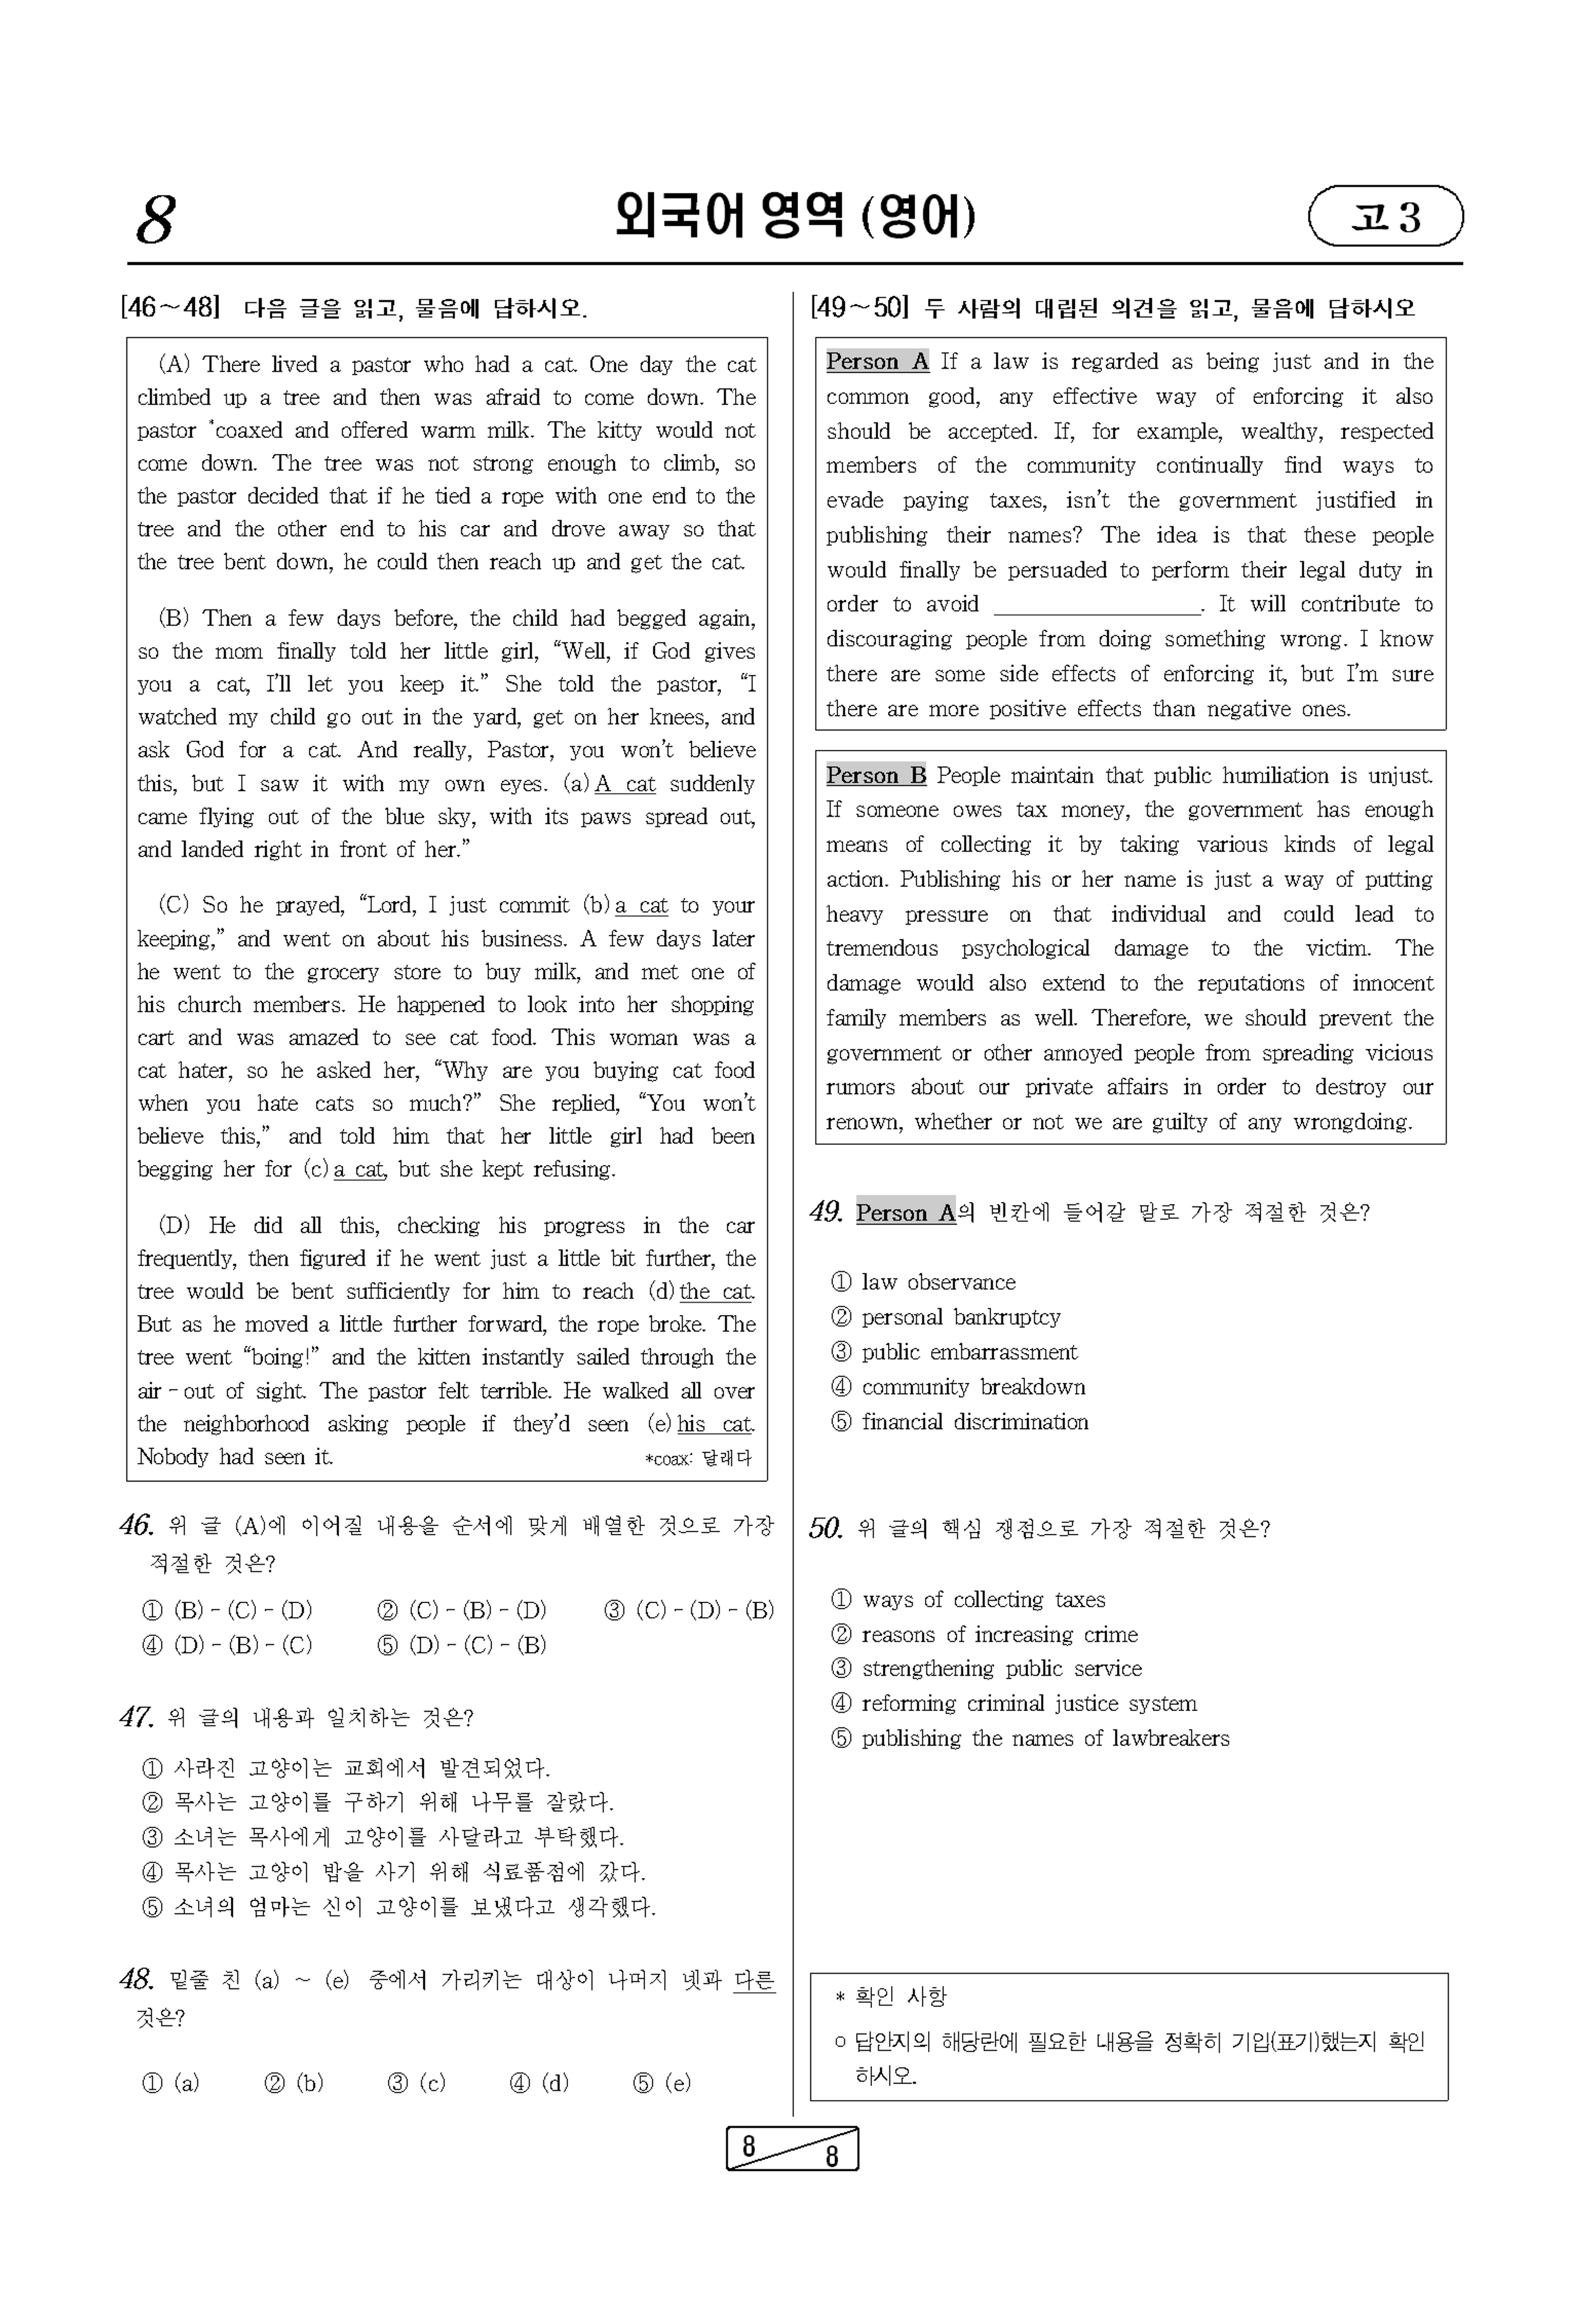 8
외국어 영역 (영어)
고 3
[46～48] 다음 글을 읽고, 물음에 답하시오.
(A) There lived a pastor who had a cat. One day the cat
climbed up a tree and then was afraid to come down. The
pastor *coaxed and offered warm milk. The kitty would not
come down. The tree was not strong enough to climb, so
the pastor decided that if he tied a rope with one end to the
tree and the other end to his car and drove away so that
the tree bent down, he could then reach up and get the cat.
(B) Then a few days before, the child had begged again,
so the mom finally told her little girl, “Well, if God gives
you a cat, I’ll let you keep it.” She told the pastor, “I
watched my child go out in the yard, get on her knees, and
ask God for a cat. And really, Pastor, you won’t believe
this, but I saw it with my own eyes. (a) A cat suddenly
came flying out of the blue sky, with its paws spread out,
and landed right in front of her.”
(C) So he prayed, “Lord, I just commit (b) a cat to your
keeping,” and went on about his business. A few days later
he went to the grocery store to buy milk, and met one of
his church members. He happened to look into her shopping
cart and was amazed to see cat food. This woman was a
cat hater, so he asked her, “Why are you buying cat food
when you hate cats so much?” She replied, “You won’t
believe this,” and told him that her little girl had been
begging her for (c) a cat, but she kept refusing.
(D) He did all this, checking his progress in the car
frequently, then figured if he went just a little bit further, the
tree would be bent sufficiently for him to reach (d) the cat.
But as he moved a little further forward, the rope broke. The
tree went “boing!” and the kitten instantly sailed through the
air - out of sight. The pastor felt terrible. He walked all over
the neighborhood asking people if they’d seen (e) his cat.
Nobody had seen it. *coax: 달래다
46. 위 글 (A)에 이어질 내용을 순서에 맞게 배열한 것으로 가장
적절한 것은?
① (B) - (C) - (D) ② (C) - (B) - (D) ③ (C) - (D) - (B)
④ (D) - (B) - (C) ⑤ (D) - (C) - (B)
47. 위 글의 내용과 일치하는 것은?
① 사라진 고양이는 교회에서 발견되었다.
② 목사는 고양이를 구하기 위해 나무를 잘랐다.
③ 소녀는 목사에게 고양이를 사달라고 부탁했다.
④ 목사는 고양이 밥을 사기 위해 식료품점에 갔다.
⑤ 소녀의 엄마는 신이 고양이를 보냈다고 생각했다.
48. 밑줄 친 (a) ~ (e) 중에서 가리키는 대상이 나머지 넷과 다른
것은?
① (a) ② (b) ③ (c) ④ (d) ⑤ (e)
[49～50] 두 사람의 대립된 의견을 읽고, 물음에 답하시오
Person A If a law is regarded as being just and in the
common good, any effective way of enforcing it also
should be accepted. If, for example, wealthy, respected
members of the community continually find ways to
evade paying taxes, isn’t the government justified in
publishing their names? The idea is that these people
would finally be persuaded to perform their legal duty in
order to avoid ________________. It will contribute to
discouraging people from doing something wrong. I know
there are some side effects of enforcing it, but I’m sure
there are more positive effects than negative ones.
Person B People maintain that public humiliation is unjust.
If someone owes tax money, the government has enough
means of collecting it by taking various kinds of legal
action. Publishing his or her name is just a way of putting
heavy pressure on that individual and could lead to
tremendous psychological damage to the victim. The
damage would also extend to the reputations of innocent
family members as well. Therefore, we should prevent the
government or other annoyed people from spreading vicious
rumors about our private affairs in order to destroy our
renown, whether or not we are guilty of any wrongdoing.
49. Person A의 빈칸에 들어갈 말로 가장 적절한 것은?
① law observance
② personal bankruptcy
③ public embarrassment
④ community breakdown
⑤ financial discrimination
50. 위 글의 핵심 쟁점으로 가장 적절한 것은?
① ways of collecting taxes
② reasons of increasing crime
③ strengthening public service
④ reforming criminal justice system
⑤ publishing the names of lawbreakers
* 확인 사항
○ 답안지의 해당란에 필요한 내용을 정확히 기입(표기)했는지 확인
하시오.
8
8